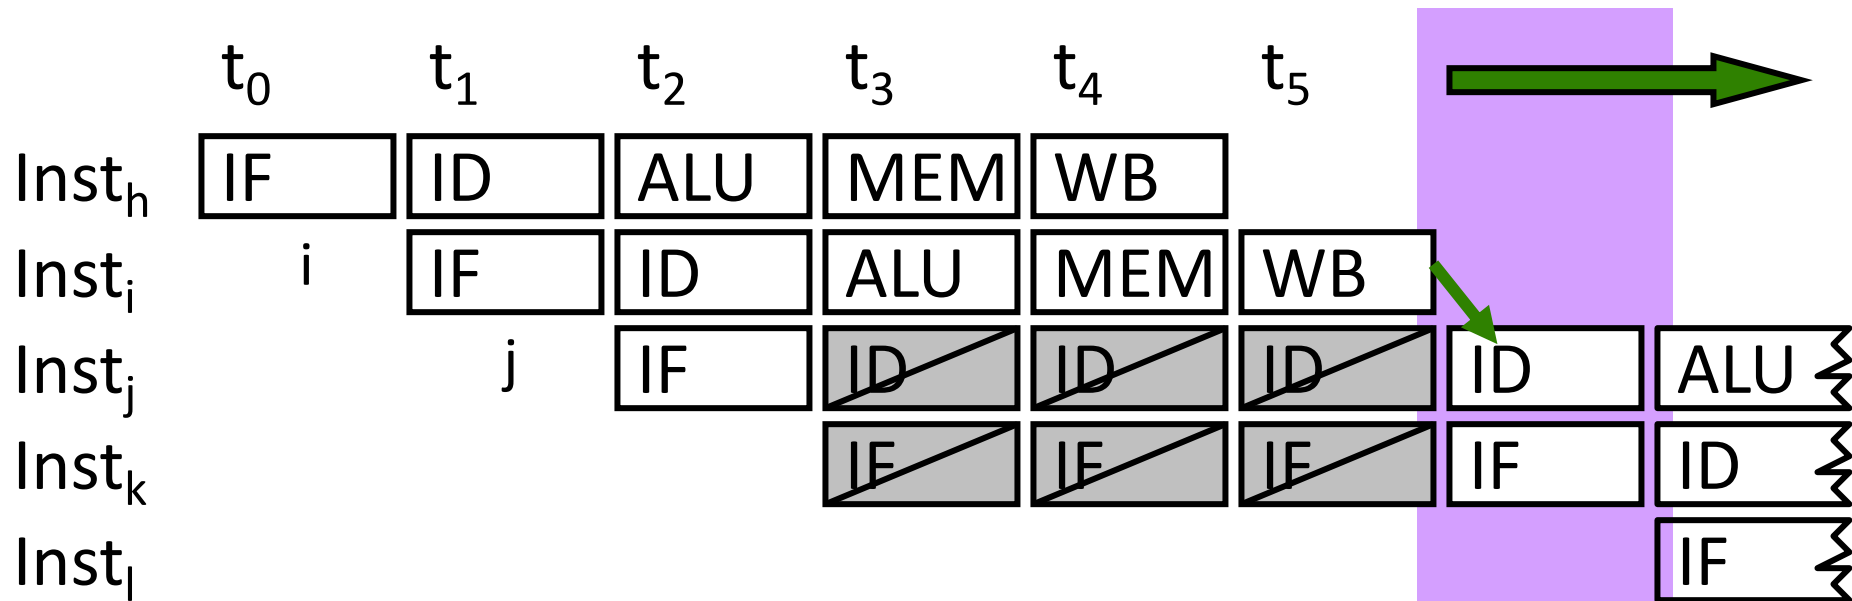 t₀ t₁ t₂ t₃ t₄ t₅
Instₕ IF ID ALU MEM WB
Instᵢ i IF ID ALU MEM WB
Instⱼ j IF ID ID ID ID ALU
Instₖ IF IF IF IF ID
Instₗ IF